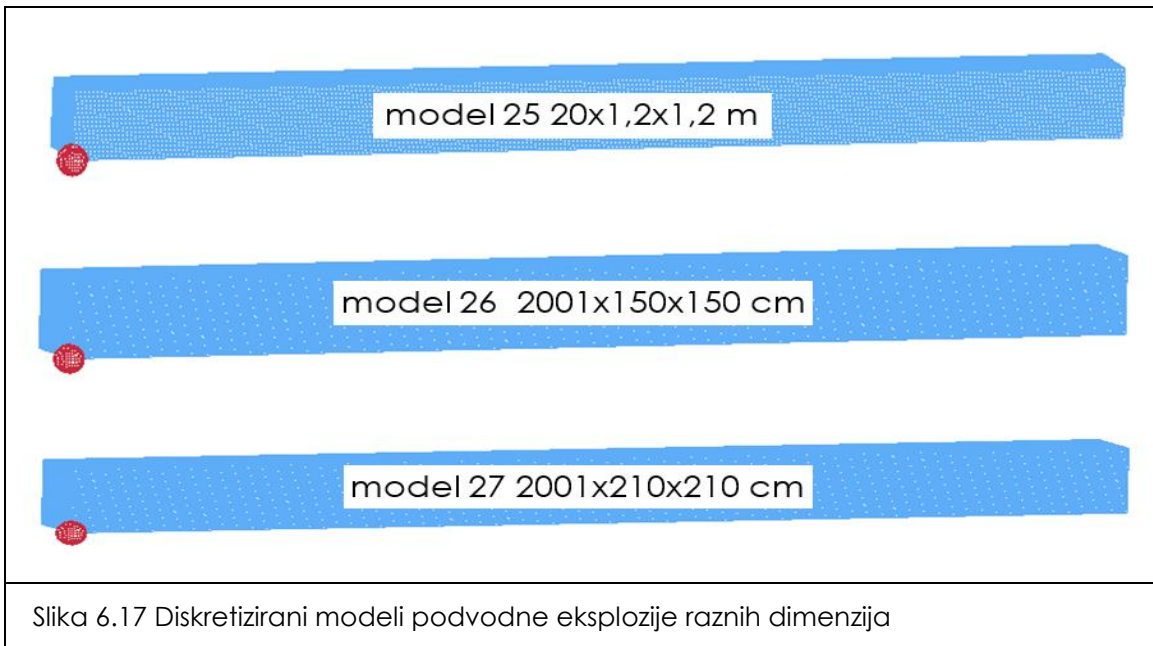 model 25 20x1,2x1,2 m
model 26 2001x150x150 cm
model 27 2001x210x210 cm
Slika 6.17 Diskretizirani modeli podvodne eksplozije raznih dimenzija